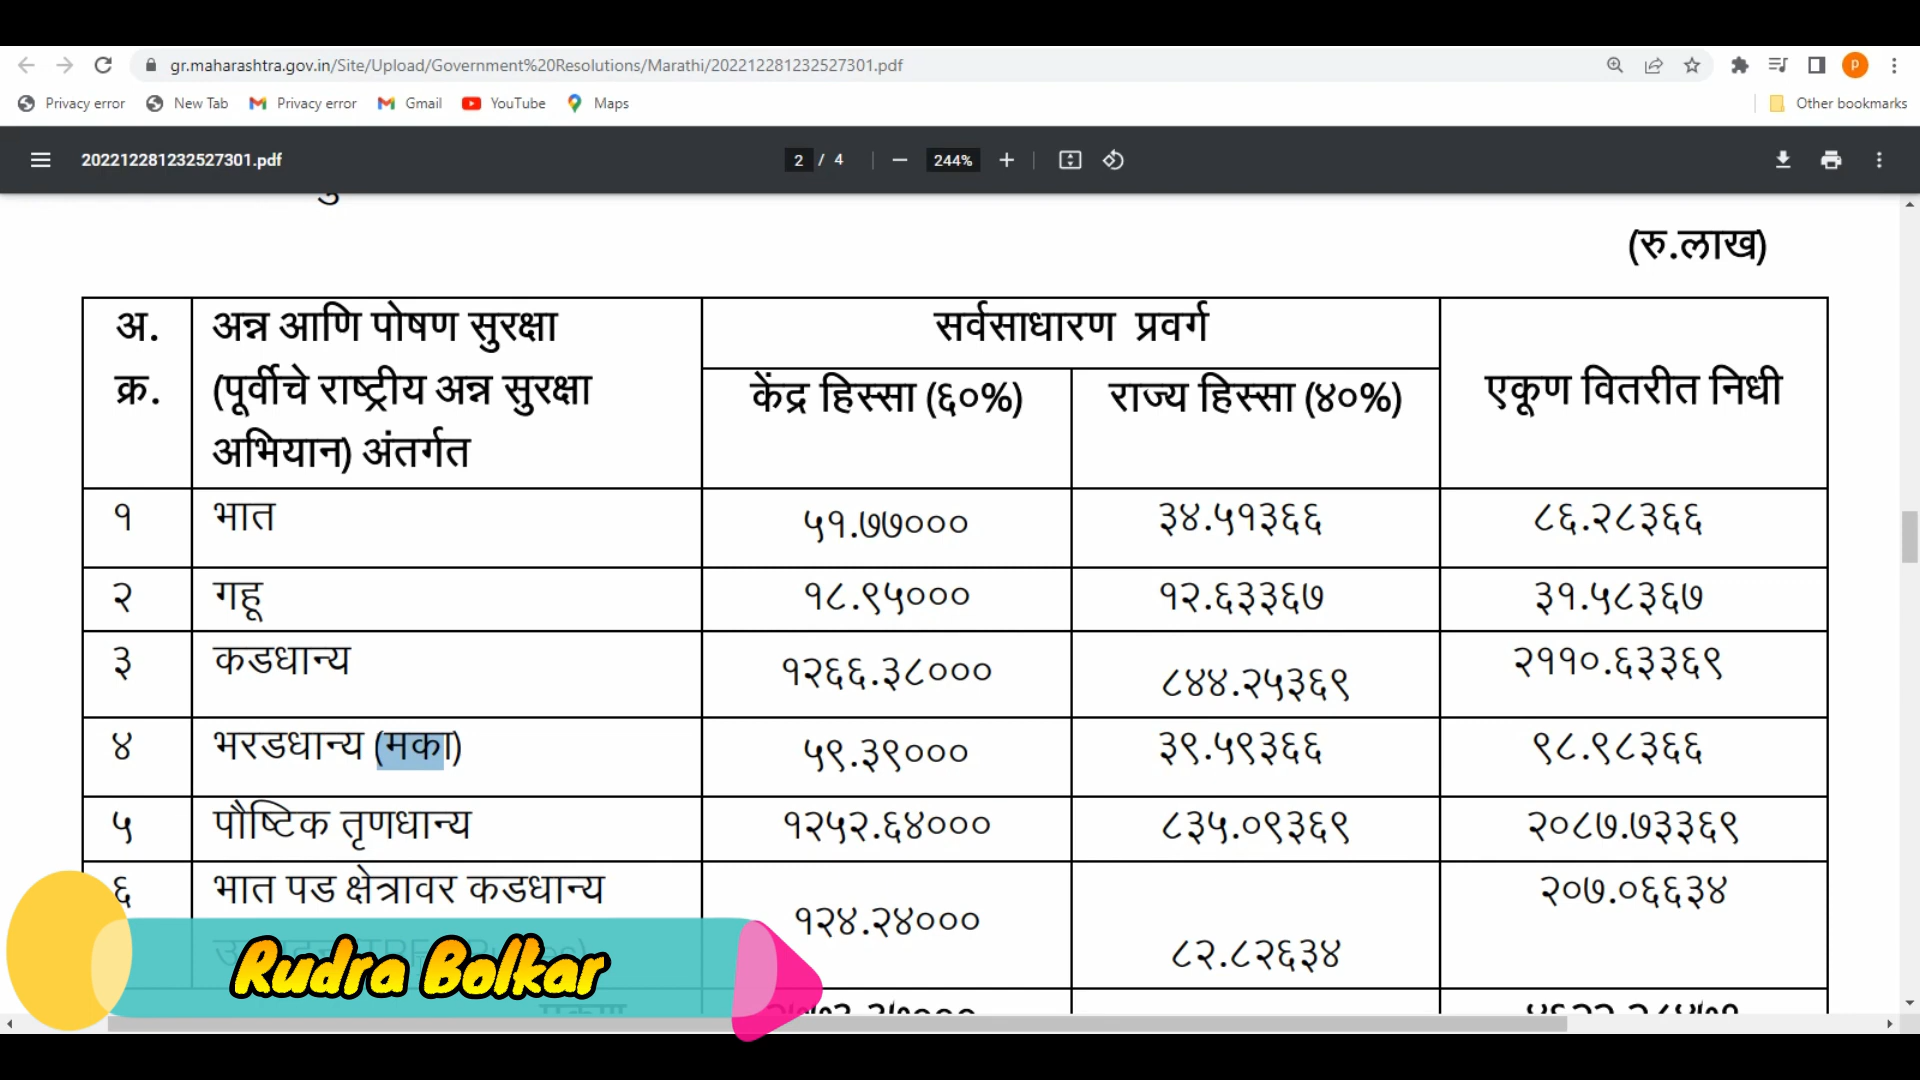 gr.maharashtra.gov.in/Site/Upload/Government%20Resolutions/Marathi/202212281232527301.pdf
P
Privacy error New Tab Privacy error Gmail YouTube Maps Other bookmarks
202212281232527301.pdf 2 / 4 244%
(रु.लाख)
अ. क्र. अन्न आणि पोषण सुरक्षा (पूर्वीचे राष्ट्रीय अन्न सुरक्षा अभियान) अंतर्गत सर्वसाधारण प्रवर्ग एकूण वितरीत निधी
केंद्र हिस्सा (६०%) राज्य हिस्सा (४०%)
१ भात ५१.७७००० ३४.५१३६६ ८६.२८३६६
२ गहू १८.९५००० १२.६३३६७ ३१.५८३६७
३ कडधान्य १२६६.३८००० ८४४.२५३६९ २११०.६३३६९
४ भरडधान्य (मका) ५९.३९००० ३९.५९३६६ ९८.९८३६६
५ पौष्टिक तृणधान्य १२५२.६४००० ८३५.०९३६९ २०८७.७३३६९
६ भात पड क्षेत्रावर कडधान्य १२४.२४००० ८२.८२६३४ २०७.०६६३४
Rudra Bolkar